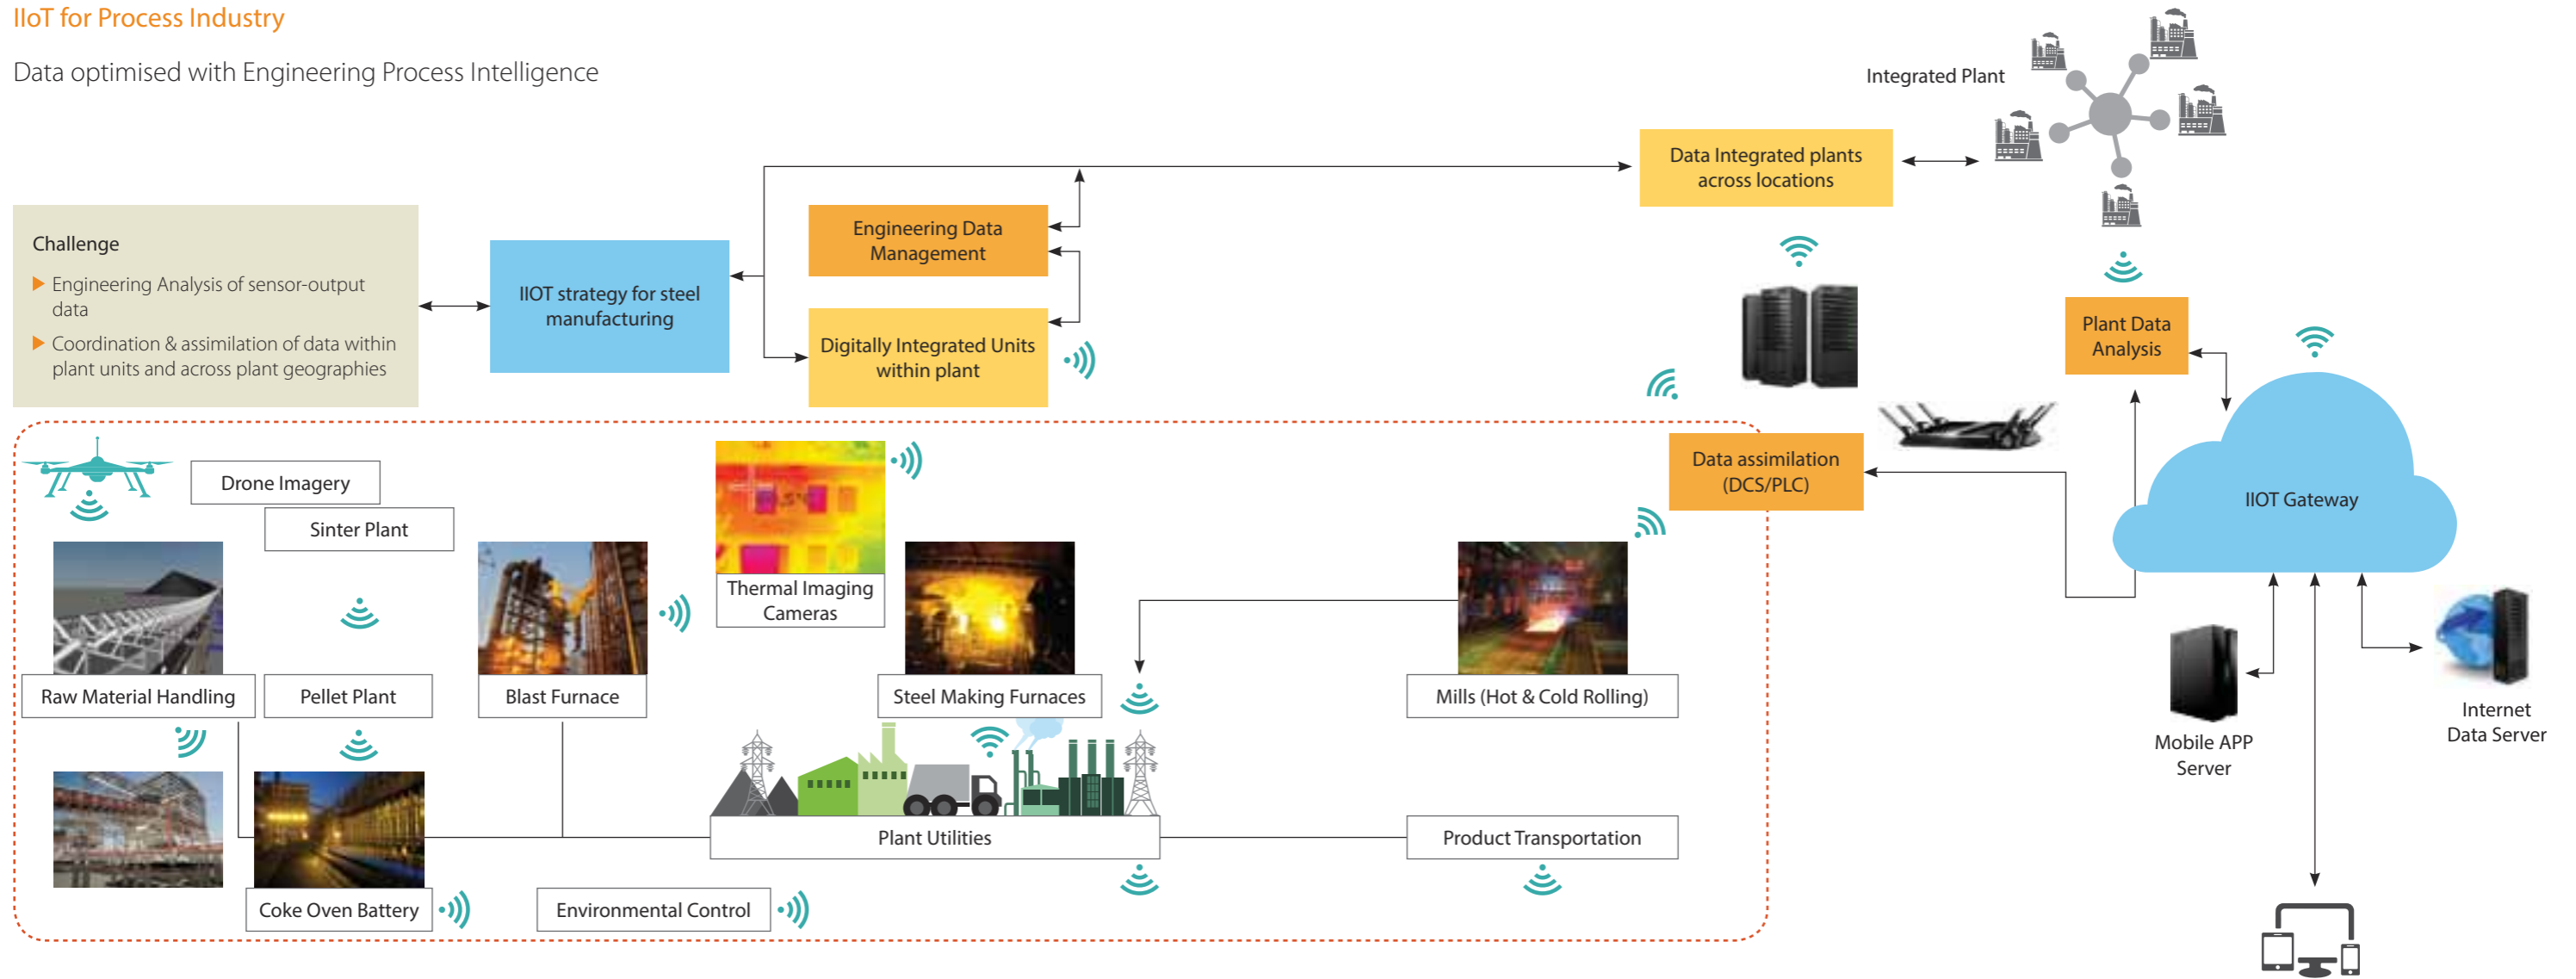 IIoT for Process Industry
Data optimised with Engineering Process Intelligence
Integrated Plant
Data Integrated plants
across locations
Challenge
Engineering Analysis of sensor-output
data
Coordination & assimilation of data within
plant units and across plant geographies
IIOT strategy for steel
manufacturing
Engineering Data
Management
Digitally Integrated Units
within plant
Plant Data
Analysis
Data assimilation
(DCS/PLC)
IIOT Gateway
Drone Imagery
Sinter Plant
Thermal Imaging
Cameras
Raw Material Handling
Pellet Plant
Blast Furnace
Steel Making Furnaces
Mills (Hot & Cold Rolling)
Mobile APP
Server
Internet
Data Server
Plant Utilities
Product Transportation
Coke Oven Battery
Environmental Control